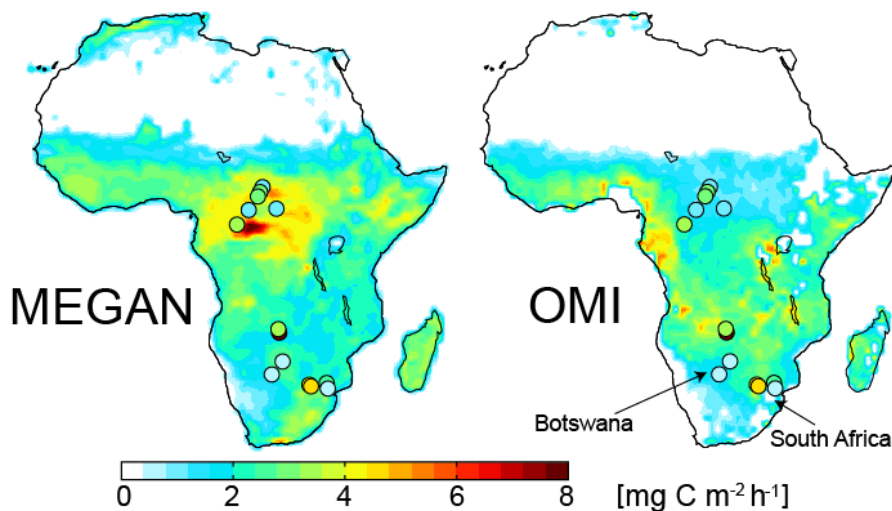 MEGAN
OMI
Botswana
South Africa
0 2 4 6 8 [mg C m⁻² h⁻¹]